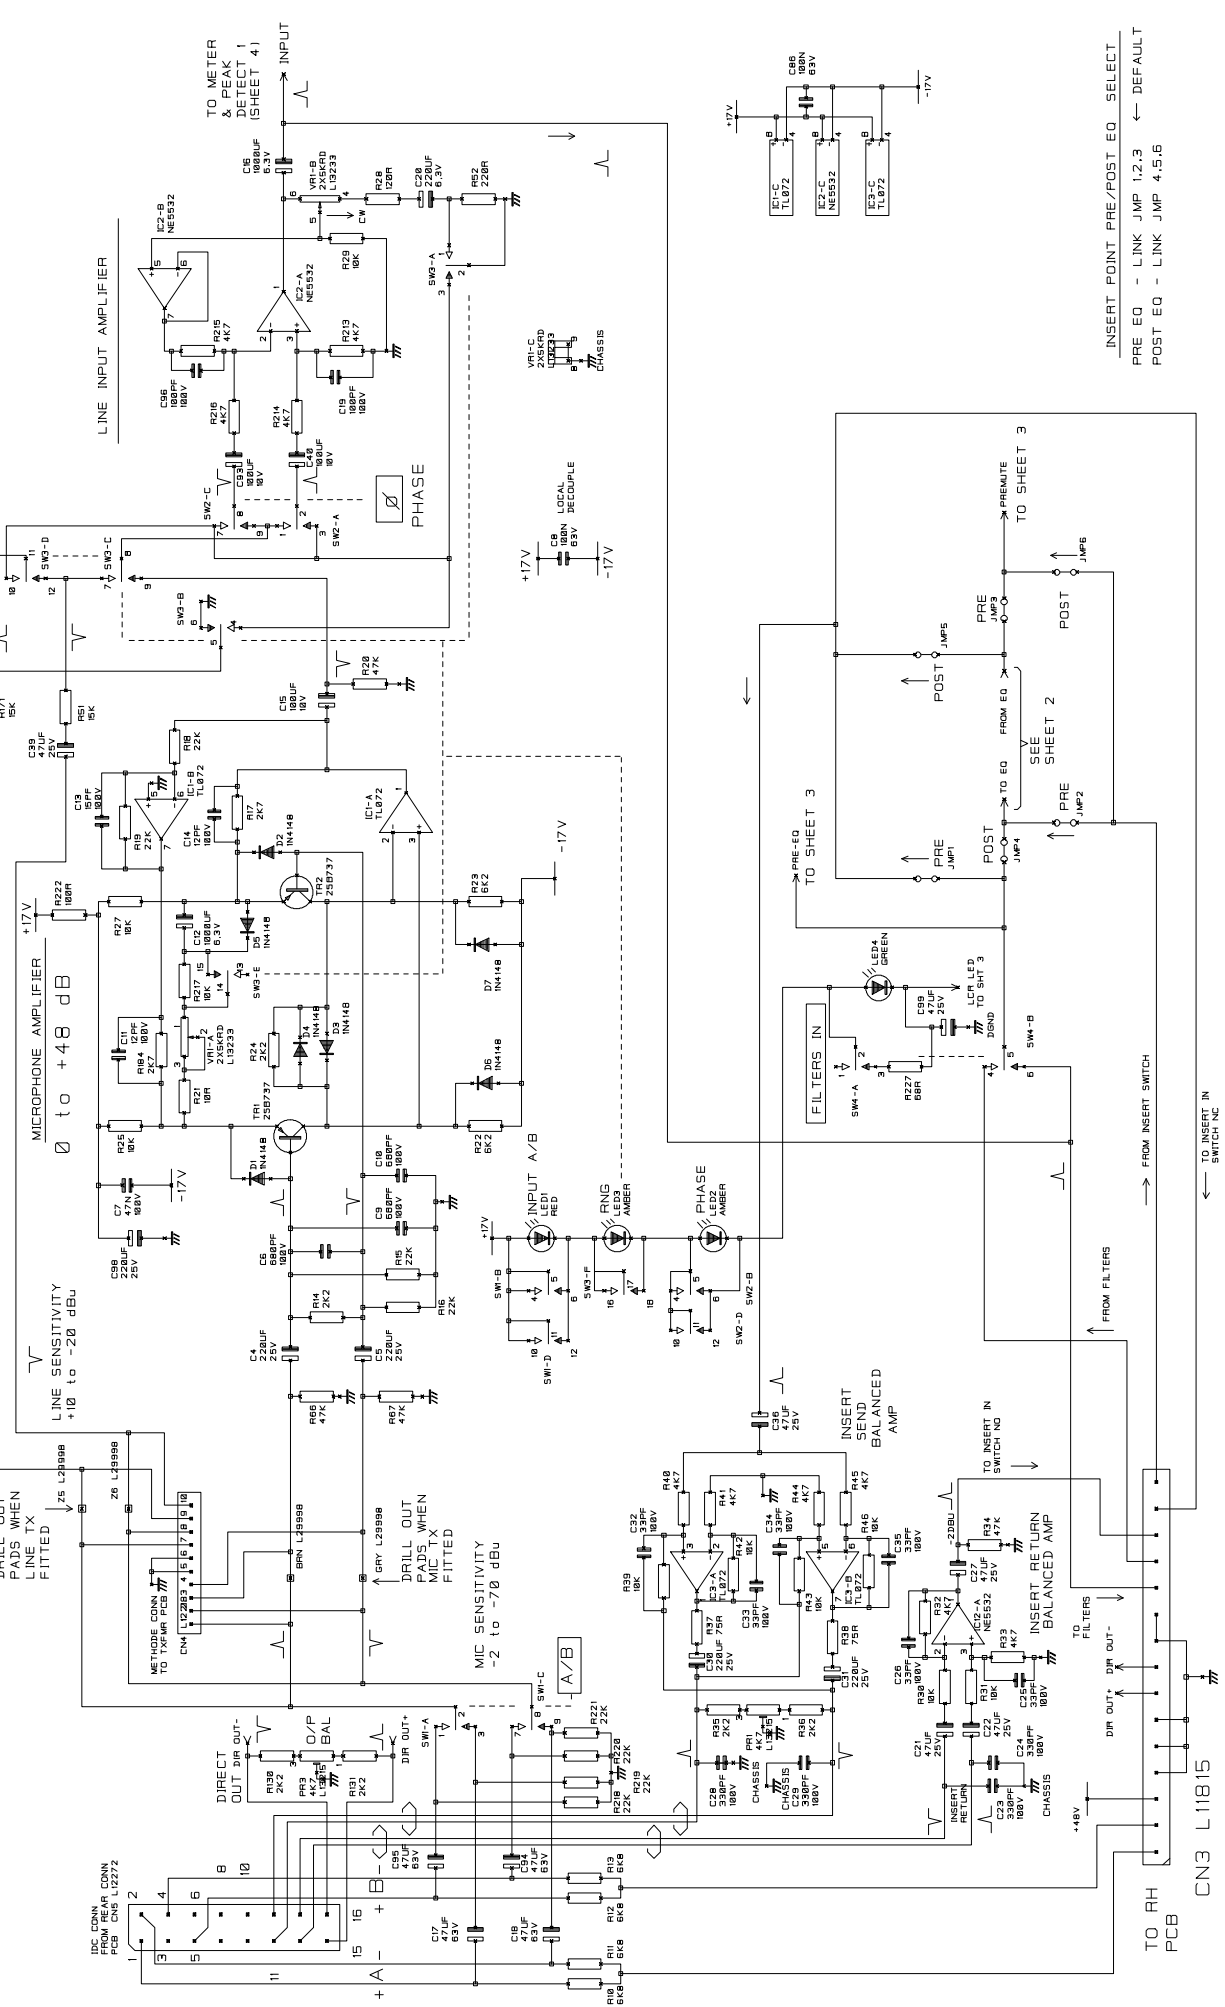 TO METER
& PEAK
DETECT 1
(SHEET 4)
INPUT
LINE INPUT AMPLIFIER
IC2-B
NE5532
C16
1000UF
6.3V
VR1-B
2X5KRD
L13233
CW
R28
120R
C20
220UF
6.3V
R52
220R
R29
10K
SW3-A
IC2-A
NE5532
R215
4K7
C96
100PF
100V
R216
4K7
R213
4K7
C19
100PF
100V
R214
4K7
C93
100UF
10V
C40
100UF
10V
SW2-C
SW2-A
Ø
PHASE
SW3-D
SW3-C
SW3-B
VR1-C
2X5KRD
CHASSIS
C8
100N
63V
LOCAL
DECOUPLE
+17V
-17V
C86
100N
63V
+17V
-17V
IC1-C
TL072
IC2-C
NE5532
IC3-C
TL072
INSERT POINT PRE/POST EQ SELECT
PRE EQ - LINK JMP 1,2,3 ← DEFAULT
POST EQ - LINK JMP 4,5,6
R171
15K
R51
15K
C39
47UF
25V
R20
47K
C15
100UF
10V
R18
22K
IC1-B
TL072
C13
15PF
100V
R19
22K
C14
12PF
100V
R17
2K7
IC1-A
TL072
D2
1N4148
TR2
2SB737
R222
100R
+17V
R27
10K
MICROPHONE AMPLIFIER
0 to +48 dB
C12
1000UF
6.3V
D5
1N4148
SW3-E
R217
10K
C11
12PF
100V
R184
2K7
VR1-A
2X5KRD
L13233
R21
10R
R24
2K2
D4
1N4148
D3
1N4148
TR1
2SB737
R25
10K
D1
1N4148
R23
6K2
D7
1N4148
D6
1N4148
R22
6K2
-17V
C7
47N
100V
-17V
C98
220UF
25V
C10
680PF
100V
C9
680PF
100V
C6
680PF
100V
R15
22K
R16
22K
R14
2K2
C4
220UF
25V
C5
220UF
25V
R66
47K
R67
47K
LINE SENSITIVITY
+10 to -20 dBu
Z5 L29998
Z6 L29998
PADS WHEN
LINE TX
FITTED
METHODE CONN
TO TXFMR PCB
CN4
BRN L29998
GRY L29998
DRILL OUT
PADS WHEN
MIC TX
FITTED
MIC SENSITIVITY
-2 to -70 dBu
A/B
SW1-A
SW1-C
INPUT A/B
LED1
RED
RNG
LED3
AMBER
PHASE
LED2
AMBER
+17V
SW1-B
SW1-D
SW3-F
SW2-B
SW2-D
FILTERS IN
LED4
GREEN
SW4-A
R227
68R
C99
47UF
25V
DGND
LCR LED
TO SHT 3
SW4-B
PRE-EQ
TO SHEET 3
PRE
JMP1
POST
JMP4
PRE
JMP2
TO EQ
FROM EQ
SEE
SHEET 2
POST
JMP5
PRE
JMP3
POST
JMP6
PREMUTE
TO SHEET 3
FROM INSERT SWITCH
TO INSERT IN
SWITCH NC
FROM FILTERS
C36
47UF
25V
INSERT
SEND
BALANCED
AMP
R40
4K7
R41
4K7
R44
4K7
R45
4K7
C32
33PF
100V
C34
33PF
100V
R39
10K
R42
10K
R46
10K
C35
33PF
100V
IC3-A
TL072
IC3-B
TL072
C33
33PF
100V
R43
10K
R37
75R
R38
75R
C30
220UF
25V
C31
220UF
25V
R35
2K2
PR1
4K7
R36
2K2
C28
330PF
100V
CHASSIS
CHASSIS
C29
330PF
100V
TO INSERT IN
SWITCH NO
-2DBU
R34
47K
C27
47UF
25V
IC12-A
NE5532
R32
4K7
R33
4K7
INSERT RETURN
BALANCED AMP
C26
33PF
100V
R30
10K
R31
10K
C25
33PF
100V
C21
47UF
25V
C22
47UF
25V
C24
330PF
100V
C23
330PF
100V
CHASSIS
INSERT
RETURN
TO
FILTERS
DIR OUT-
DIR OUT+
+48V
TO RH
PCB
CN3 L11815
DIRECT
OUT
DIR OUT-
O/P
BAL
DIR OUT+
R130
2K2
PR3
4K7
R131
2K2
R221
22K
R220
22K
R219
22K
R218
22K
C95
47UF
63V
C94
47UF
63V
C17
47UF
63V
C18
47UF
63V
R13
6K8
R12
6K8
R11
6K8
R10
6K8
+ B -
+ A -
IDC CONN
FROM REAR CONN
PCB CN5 L12272